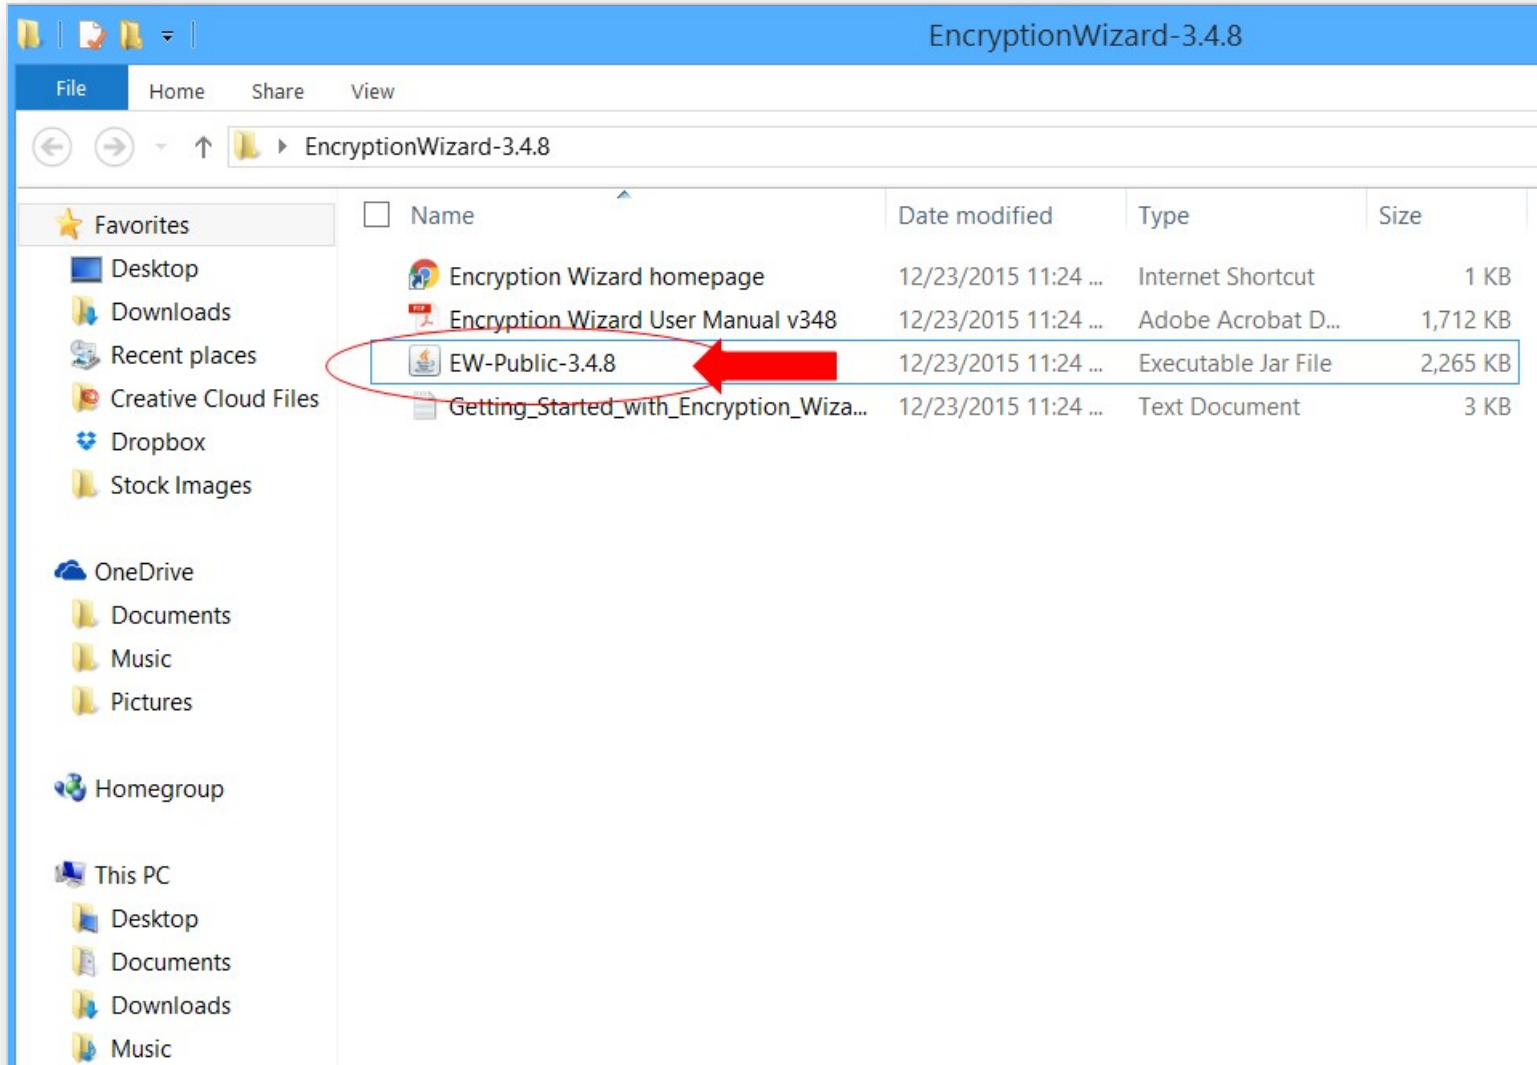 EncryptionWizard-3.4.8
File Home Share View
EncryptionWizard-3.4.8
Name Date modified Type Size
Encryption Wizard homepage 12/23/2015 11:24 ... Internet Shortcut 1 KB
Encryption Wizard User Manual v348 12/23/2015 11:24 ... Adobe Acrobat D... 1,712 KB
EW-Public-3.4.8 12/23/2015 11:24 ... Executable Jar File 2,265 KB
Getting_Started_with_Encryption_Wiza... 12/23/2015 11:24 ... Text Document 3 KB
Favorites
Desktop
Downloads
Recent places
Creative Cloud Files
Dropbox
Stock Images
OneDrive
Documents
Music
Pictures
Homegroup
This PC
Desktop
Documents
Downloads
Music